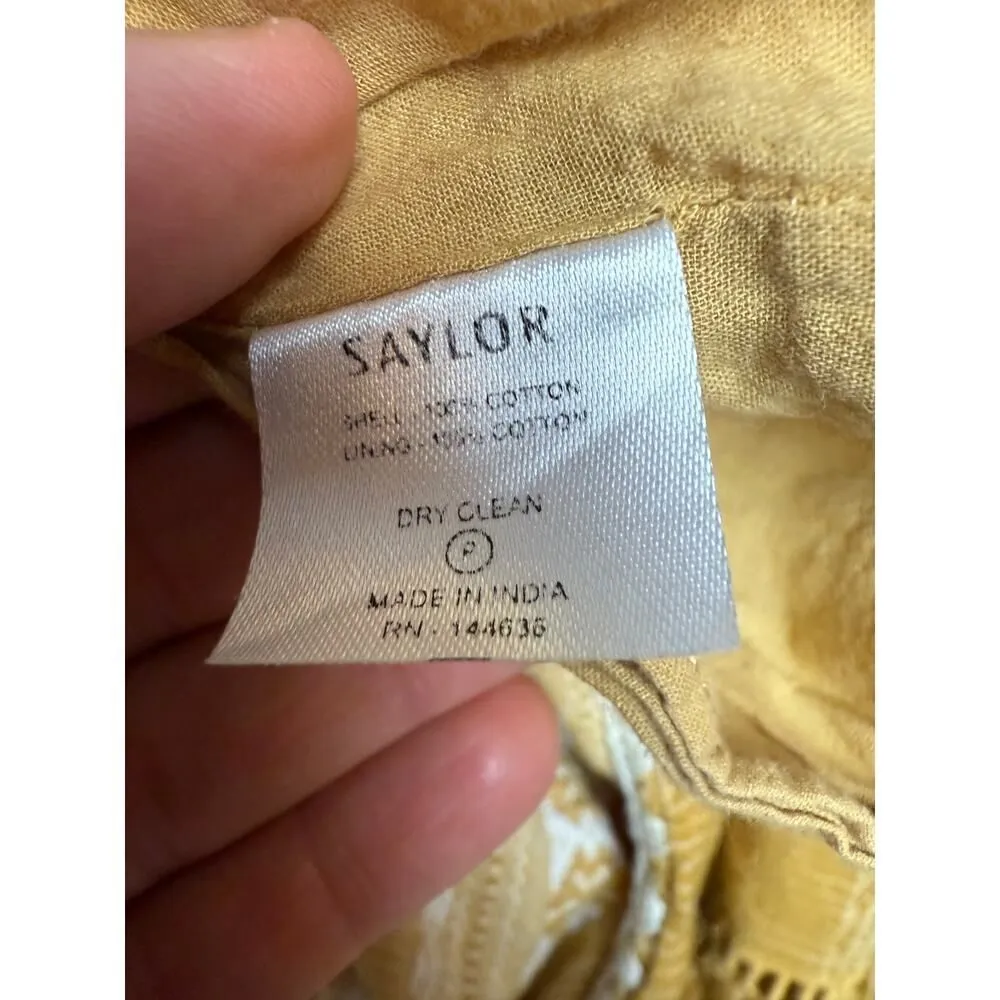 SAYLOR
SHELL - 100% COTTON
LINING - 100% COTTON
DRY CLEAN
P
MADE IN INDIA
RN - 144636